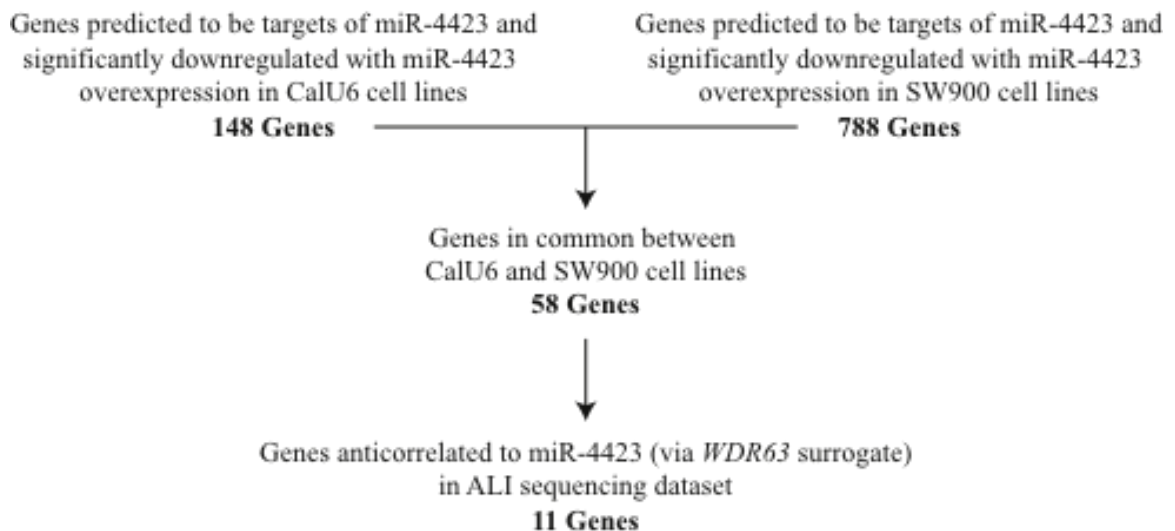 Genes predicted to be targets of miR-4423 and
significantly downregulated with miR-4423
overexpression in CalU6 cell lines
148 Genes
Genes predicted to be targets of miR-4423 and
significantly downregulated with miR-4423
overexpression in SW900 cell lines
788 Genes
Genes in common between
CalU6 and SW900 cell lines
58 Genes
Genes anticorrelated to miR-4423 (via WDR63 surrogate)
in ALI sequencing dataset
11 Genes